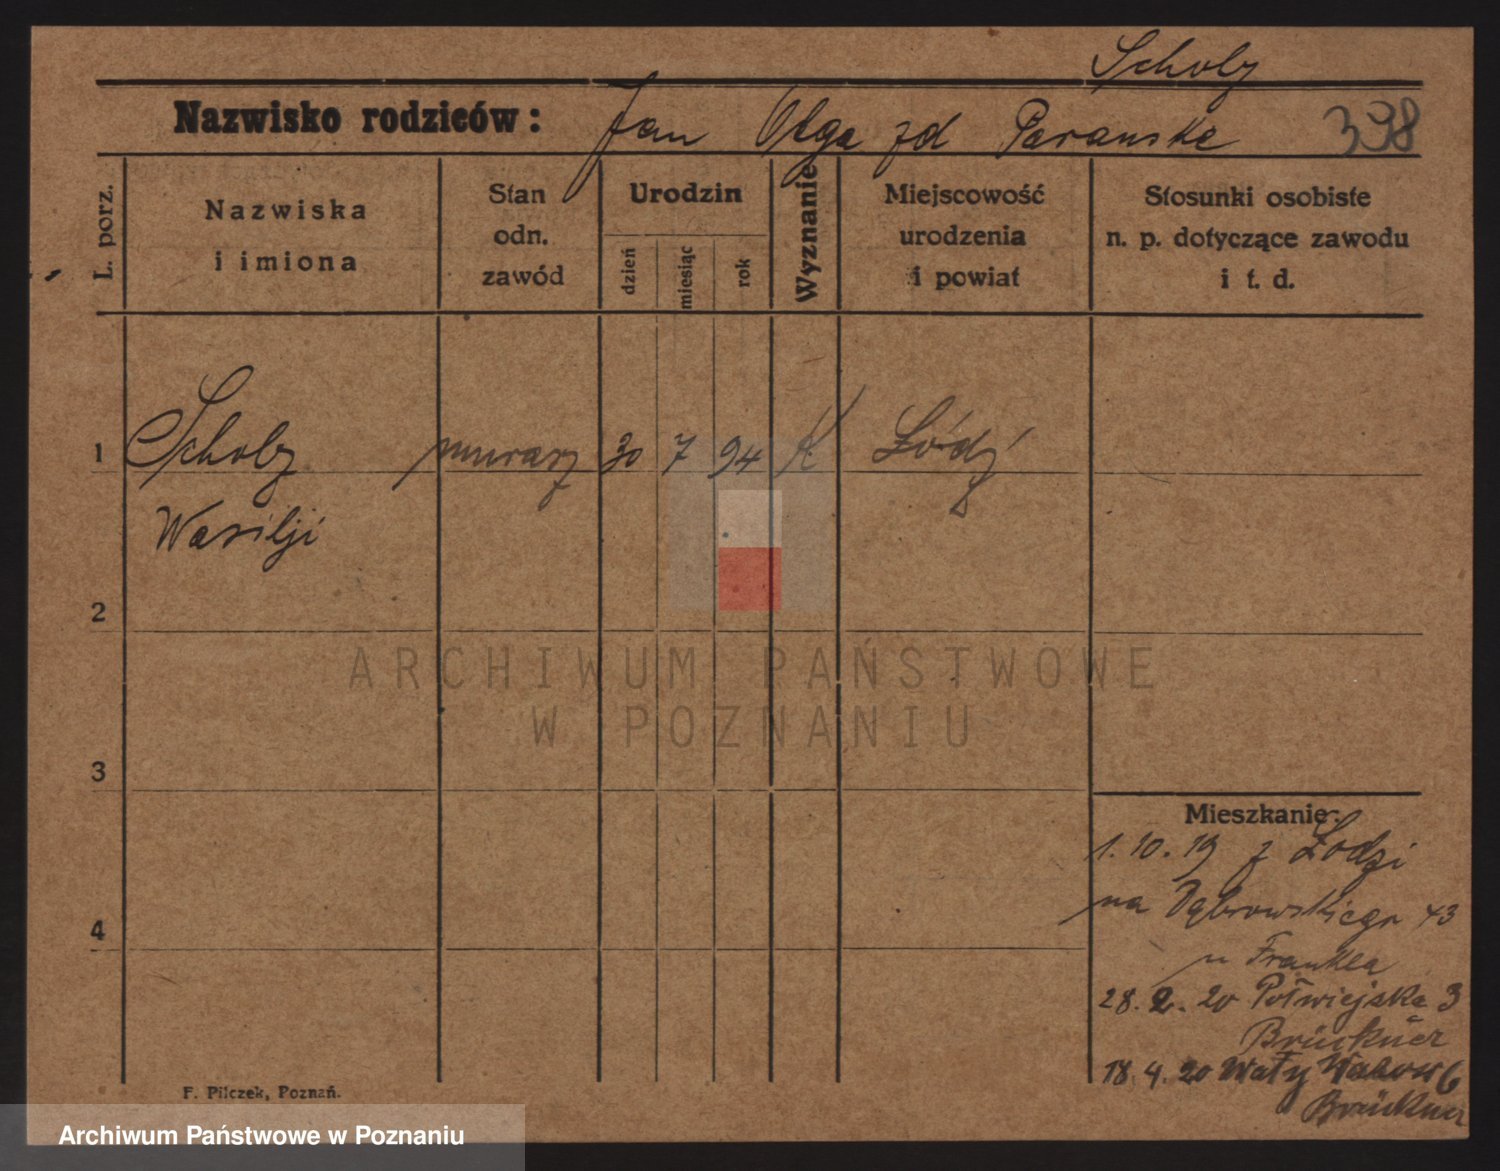 Scholz
Nazwisko rodziców: Jan Olga zd Paranska 398
L. porz.
Nazwiska
i imiona
Stan
odn.
zawód
Urodzin
dzień
miesiąc
rok
Wyznanie
Miejscowość
urodzenia
i powiat
Stosunki osobiste
n. p. dotyczące zawodu
i t. d.
1 Scholz murarz 30 7 94 K Łódź
Wasilji
2
ARCHIWUM PAŃSTWOWE
W POZNANIU
3
4
Mieszkanie:
1. 10. 19 z Łodzi
na Dąbrowskiego 43
u Frankla
28. 2. 20 Półwiejska 3
Brückner
18. 4. 20 Wały 6
Brückner
F. Pilczek, Poznań.
Archiwum Państwowe w Poznaniu